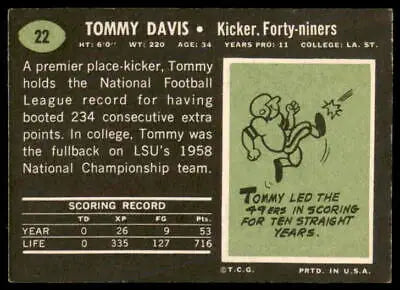 22
TOMMY DAVIS • Kicker, Forty-niners
HT: 6'0" WT: 220 AGE: 34 YEARS PRO: 11 COLLEGE: LA. ST.
A premier place-kicker, Tommy
holds the National Football
League record for having
booted 234 consecutive extra
points. In college, Tommy was
the fullback on LSU's 1958
National Championship team.
SCORING RECORD
TD XP FG Pts.
YEAR 0 26 9 53
LIFE 0 335 127 716
TOMMY LED THE
49ERS IN SCORING
FOR TEN STRAIGHT
YEARS.
©T.C.G. PRTD. IN U.S.A.